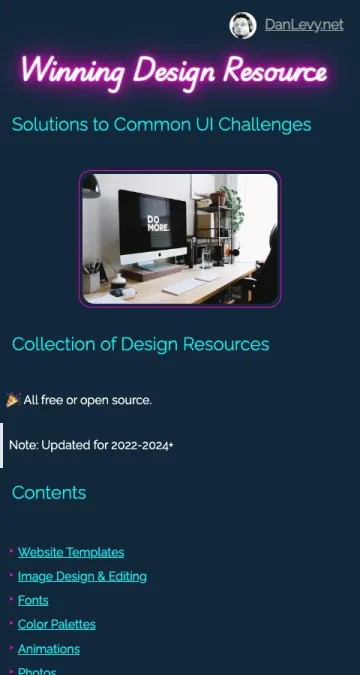 DanLevy.net
Winning Design Resource
Solutions to Common UI Challenges
DO
MORE.
Collection of Design Resources
🎉 All free or open source.
Note: Updated for 2022-2024+
Contents
Website Templates
Image Design & Editing
Fonts
Color Palettes
Animations
Photos